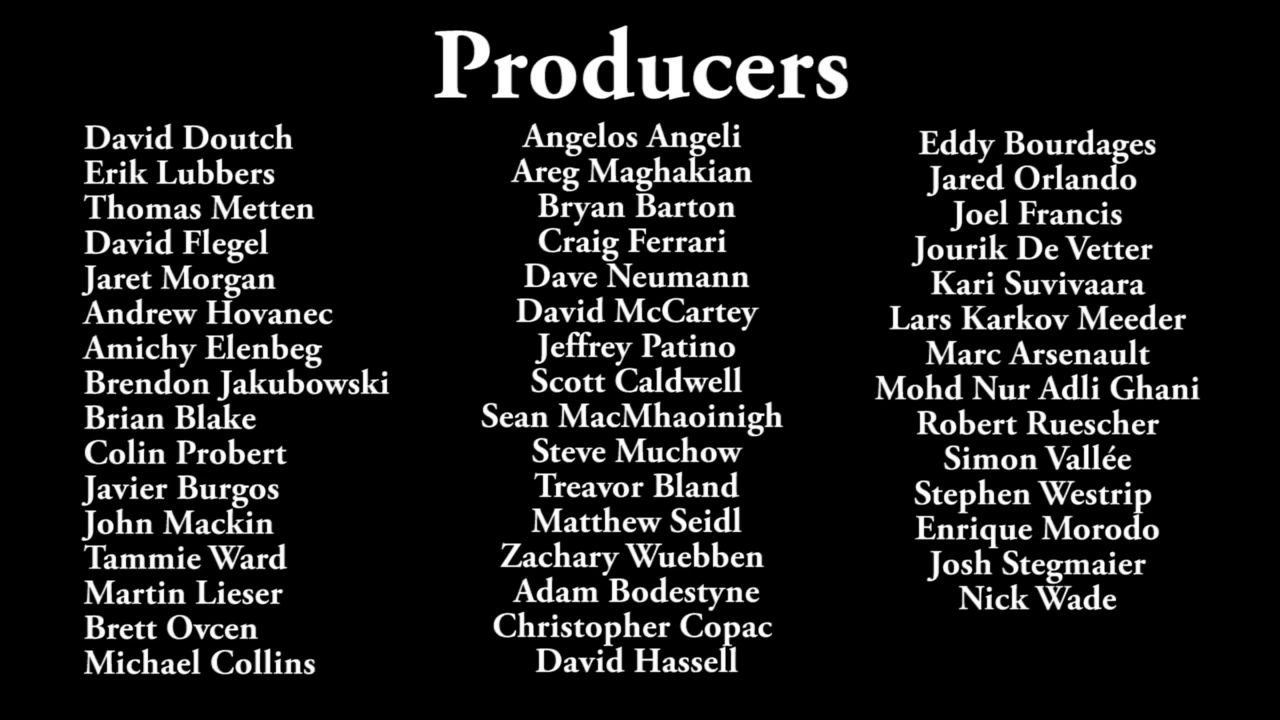 Producers
David Doutch
Erik Lubbers
Thomas Metten
David Flegel
Jaret Morgan
Andrew Hovanec
Amichy Elenbeg
Brendon Jakubowski
Brian Blake
Colin Probert
Javier Burgos
John Mackin
Tammie Ward
Martin Lieser
Brett Ovcen
Michael Collins
Angelos Angeli
Areg Maghakian
Bryan Barton
Craig Ferrari
Dave Neumann
David McCartey
Jeffrey Patino
Scott Caldwell
Sean MacMhaoinigh
Steve Muchow
Treavor Bland
Matthew Seidl
Zachary Wuebben
Adam Bodestyne
Christopher Copac
David Hassell
Eddy Bourdages
Jared Orlando
Joel Francis
Jourik De Vetter
Kari Suvivaara
Lars Karkov Meeder
Marc Arsenault
Mohd Nur Adli Ghani
Robert Ruescher
Simon Vallée
Stephen Westrip
Enrique Morodo
Josh Stegmaier
Nick Wade